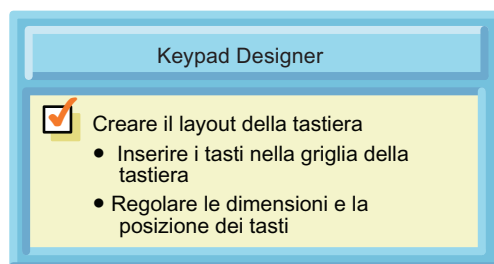 Keypad Designer
Creare il layout della tastiera
• Inserire i tasti nella griglia della
tastiera
• Regolare le dimensioni e la
posizione dei tasti